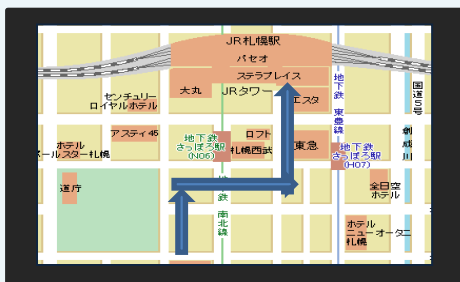 JR札幌駅
パセオ
ステラプレイス
大丸
JRタワー
エスタ
センチュリー
ロイヤルホテル
地下鉄 東豊線
国道5号
アスティ45
地下鉄
さっぽろ駅
(N06)
ロフト
札幌西武
東急
地下鉄
さっぽろ駅
(H07)
創成川
ホテル
ールスター札幌
道庁
南北線
全日空
ホテル
ホテル
ニューオータニ
札幌